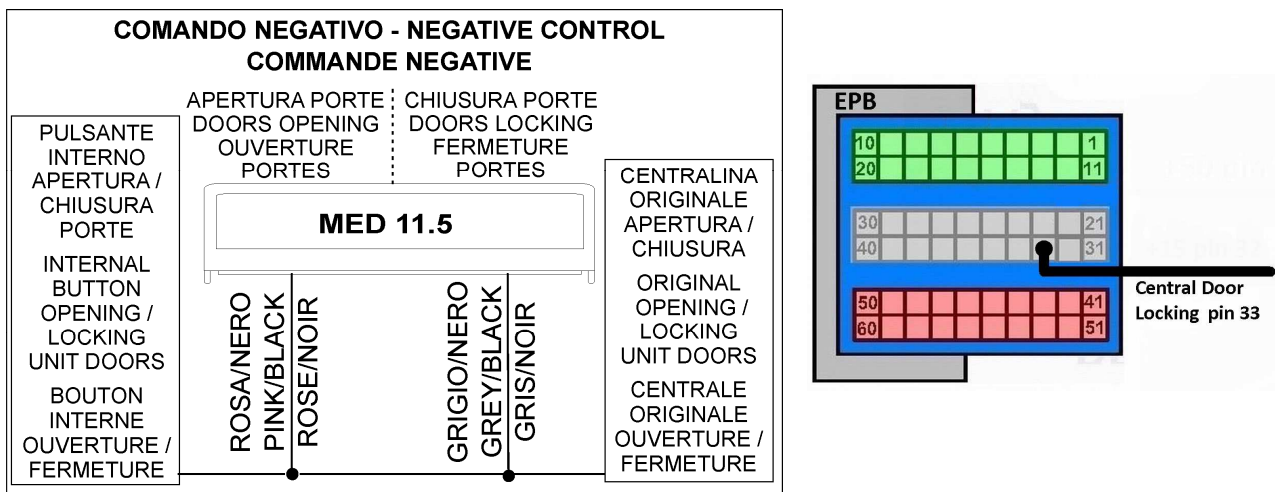 COMANDO NEGATIVO - NEGATIVE CONTROL
COMMANDE NEGATIVE
APERTURA PORTE
DOORS OPENING
OUVERTURE
PORTES
CHIUSURA PORTE
DOORS LOCKING
FERMETURE
PORTES
PULSANTE
INTERNO
APERTURA /
CHIUSURA
PORTE
INTERNAL
BUTTON
OPENING /
LOCKING
UNIT DOORS
BOUTON
INTERNE
OUVERTURE /
FERMETURE
MED 11.5
ROSA/NERO
PINK/BLACK
ROSE/NOIR
GRIGIO/NERO
GREY/BLACK
GRIS/NOIR
CENTRALINA
ORIGINALE
APERTURA /
CHIUSURA
ORIGINAL
OPENING /
LOCKING
UNIT DOORS
CENTRALE
ORIGINALE
OUVERTURE /
FERMETURE
EPB
10 1
20 11
30 21
40 31
50 41
60 51
Central Door
Locking pin 33